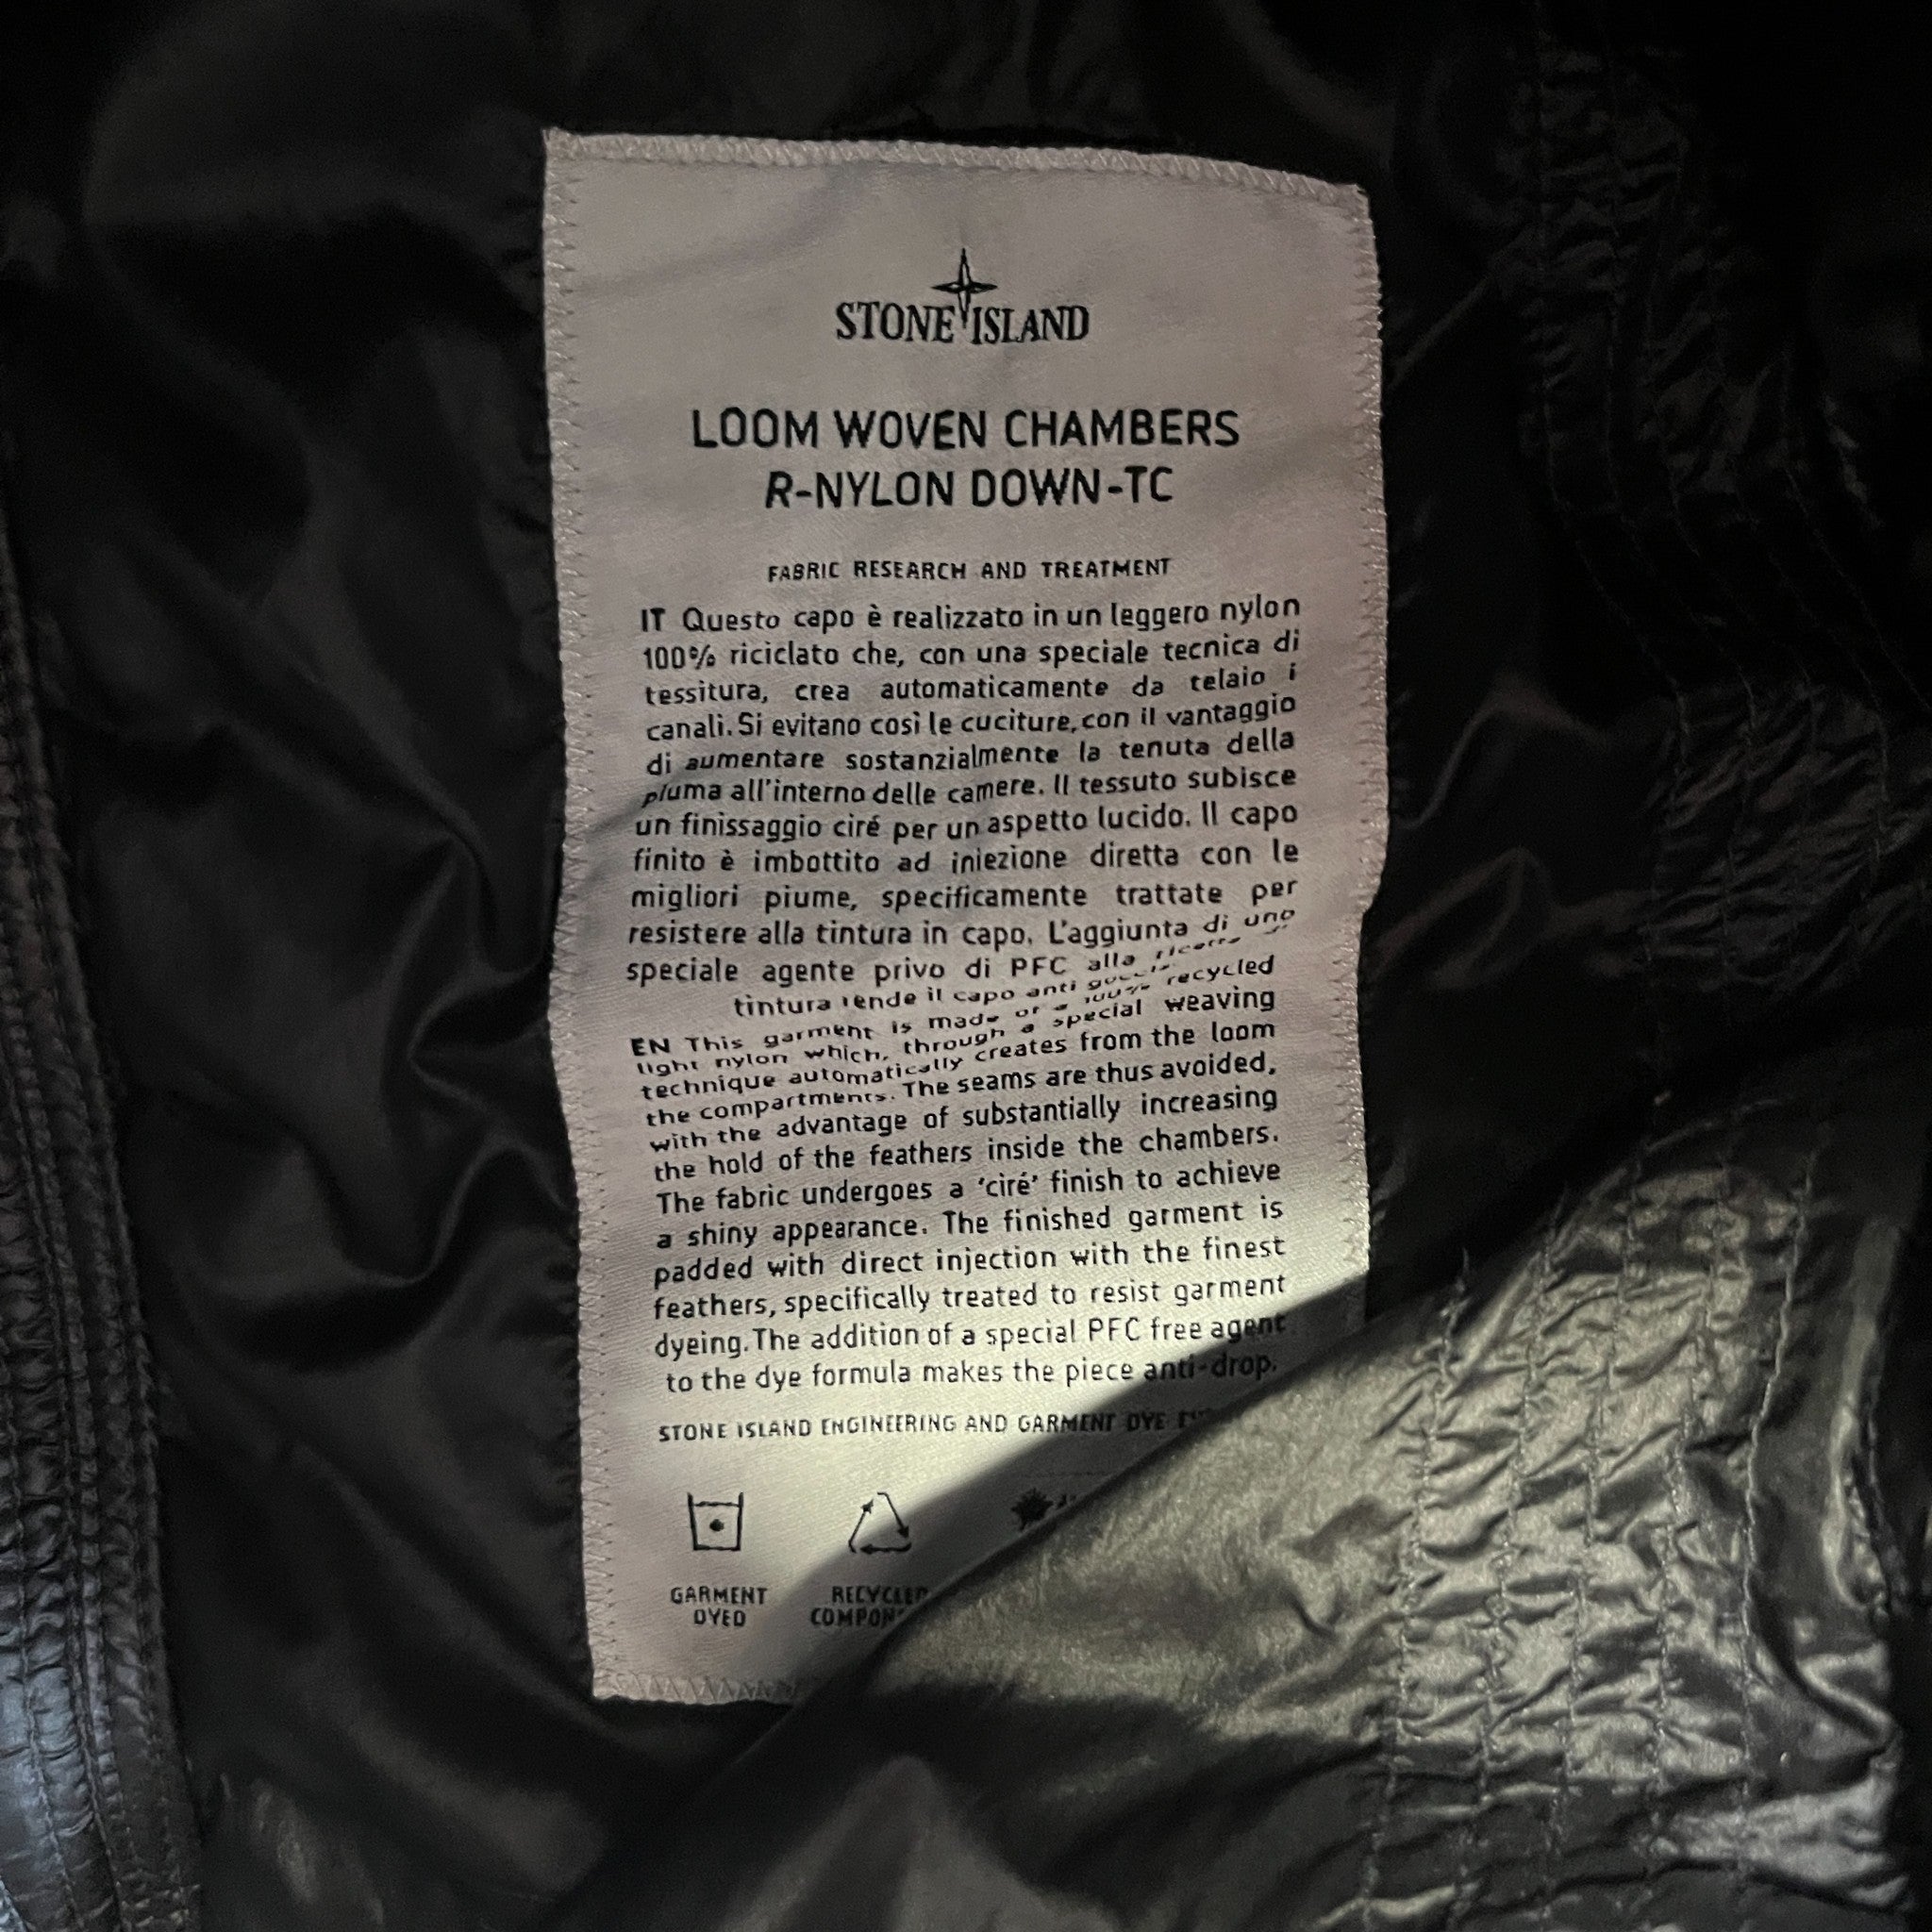 STONE ISLAND
LOOM WOVEN CHAMBERS
R-NYLON DOWN-TC
FABRIC RESEARCH AND TREATMENT
IT Questo capo è realizzato in un leggero nylon
100% riciclato che, con una speciale tecnica di
tessitura, crea automaticamente da telaio i
canali. Si evitano così le cuciture, con il vantaggio
di aumentare sostanzialmente la tenuta della
piuma all'interno delle camere. Il tessuto subisce
un finissaggio ciré per un aspetto lucido. Il capo
finito è imbottito ad iniezione diretta con le
migliori piume, specificamente trattate per
resistere alla tintura in capo. L'aggiunta di uno
speciale agente privo di PFC alla
tintura rende il capo anti
EN This garment is made of a 100% recycled
light nylon which, through a special weaving
technique automatically creates from the loom
the compartments. The seams are thus avoided,
with the advantage of substantially increasing
the hold of the feathers inside the chambers.
The fabric undergoes a 'ciré' finish to achieve
a shiny appearance. The finished garment is
padded with direct injection with the finest
feathers, specifically treated to resist garment
dyeing. The addition of a special PFC free agent
to the dye formula makes the piece anti-drop.
STONE ISLAND ENGINEERING AND GARMENT DYE
GARMENT
DYED
RECYCLED